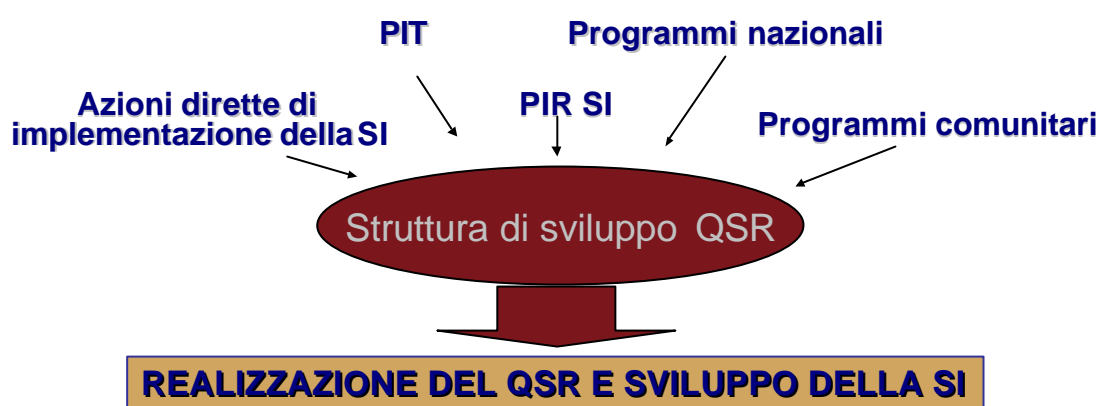 PIT
Programmi nazionali
Azioni dirette di
implementazione della SI
PIR SI
Programmi comunitari
Struttura di sviluppo QSR
REALIZZAZIONE DEL QSR E SVILUPPO DELLA SI